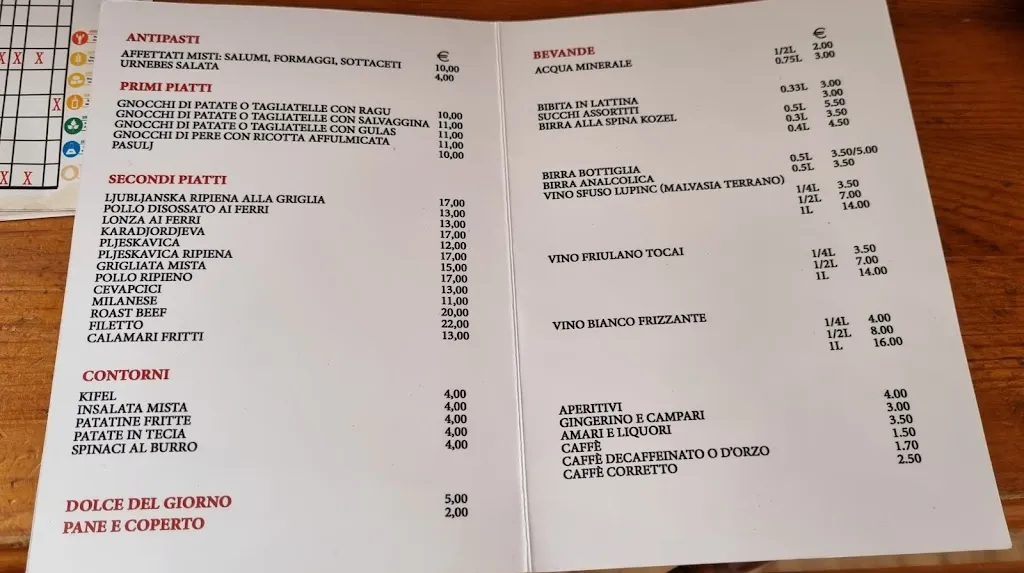 ANTIPASTI €
AFFETTATI MISTI: SALUMI, FORMAGGI, SOTTACETI 10,00
URNEBES SALATA 4,00
PRIMI PIATTI
GNOCCHI DI PATATE O TAGLIATELLE CON RAGU 10,00
GNOCCHI DI PATATE O TAGLIATELLE CON SALVAGGINA 11,00
GNOCCHI DI PATATE O TAGLIATELLE CON GULAS 11,00
GNOCCHI DI PERE CON RICOTTA AFFULMICATA 11,00
PASULJ 10,00
SECONDI PIATTI
LJUBLJANSKA RIPIENA ALLA GRIGLIA 17,00
POLLO DISOSSATO AI FERRI 13,00
LONZA AI FERRI 13,00
KARADJORDJEVA 17,00
PLJESKAVICA 12,00
PLJESKAVICA RIPIENA 17,00
GRIGLIATA MISTA 15,00
POLLO RIPIENO 17,00
CEVAPCICI 13,00
MILANESE 11,00
ROAST BEEF 20,00
FILETTO 22,00
CALAMARI FRITTI 13,00
CONTORNI
KIFEL 4,00
INSALATA MISTA 4,00
PATATINE FRITTE 4,00
PATATE IN TECIA 4,00
SPINACI AL BURRO 4,00
DOLCE DEL GIORNO 5,00
PANE E COPERTO 2,00
BEVANDE €
ACQUA MINERALE 1/2L 2.00
0.75L 3.00
BIBITA IN LATTINA 0.33L 3.00
SUCCHI ASSORTITI 3.00
BIRRA ALLA SPINA KOZEL 0.5L 5.50
0.3L 3.50
0.4L 4.50
BIRRA BOTTIGLIA 0.5L 3.50/5.00
BIRRA ANALCOLICA 0.5L 3.50
VINO SFUSO LUPINC (MALVASIA TERRANO) 1/4L 3.50
1/2L 7.00
1L 14.00
VINO FRIULANO TOCAI 1/4L 3.50
1/2L 7.00
1L 14.00
VINO BIANCO FRIZZANTE 1/4L 4.00
1/2L 8.00
1L 16.00
APERITIVI 4.00
GINGERINO E CAMPARI 3.00
AMARI E LIQUORI 3.50
CAFFÈ 1.50
CAFFÈ DECAFFEINATO O D'ORZO 1.70
CAFFÈ CORRETTO 2.50